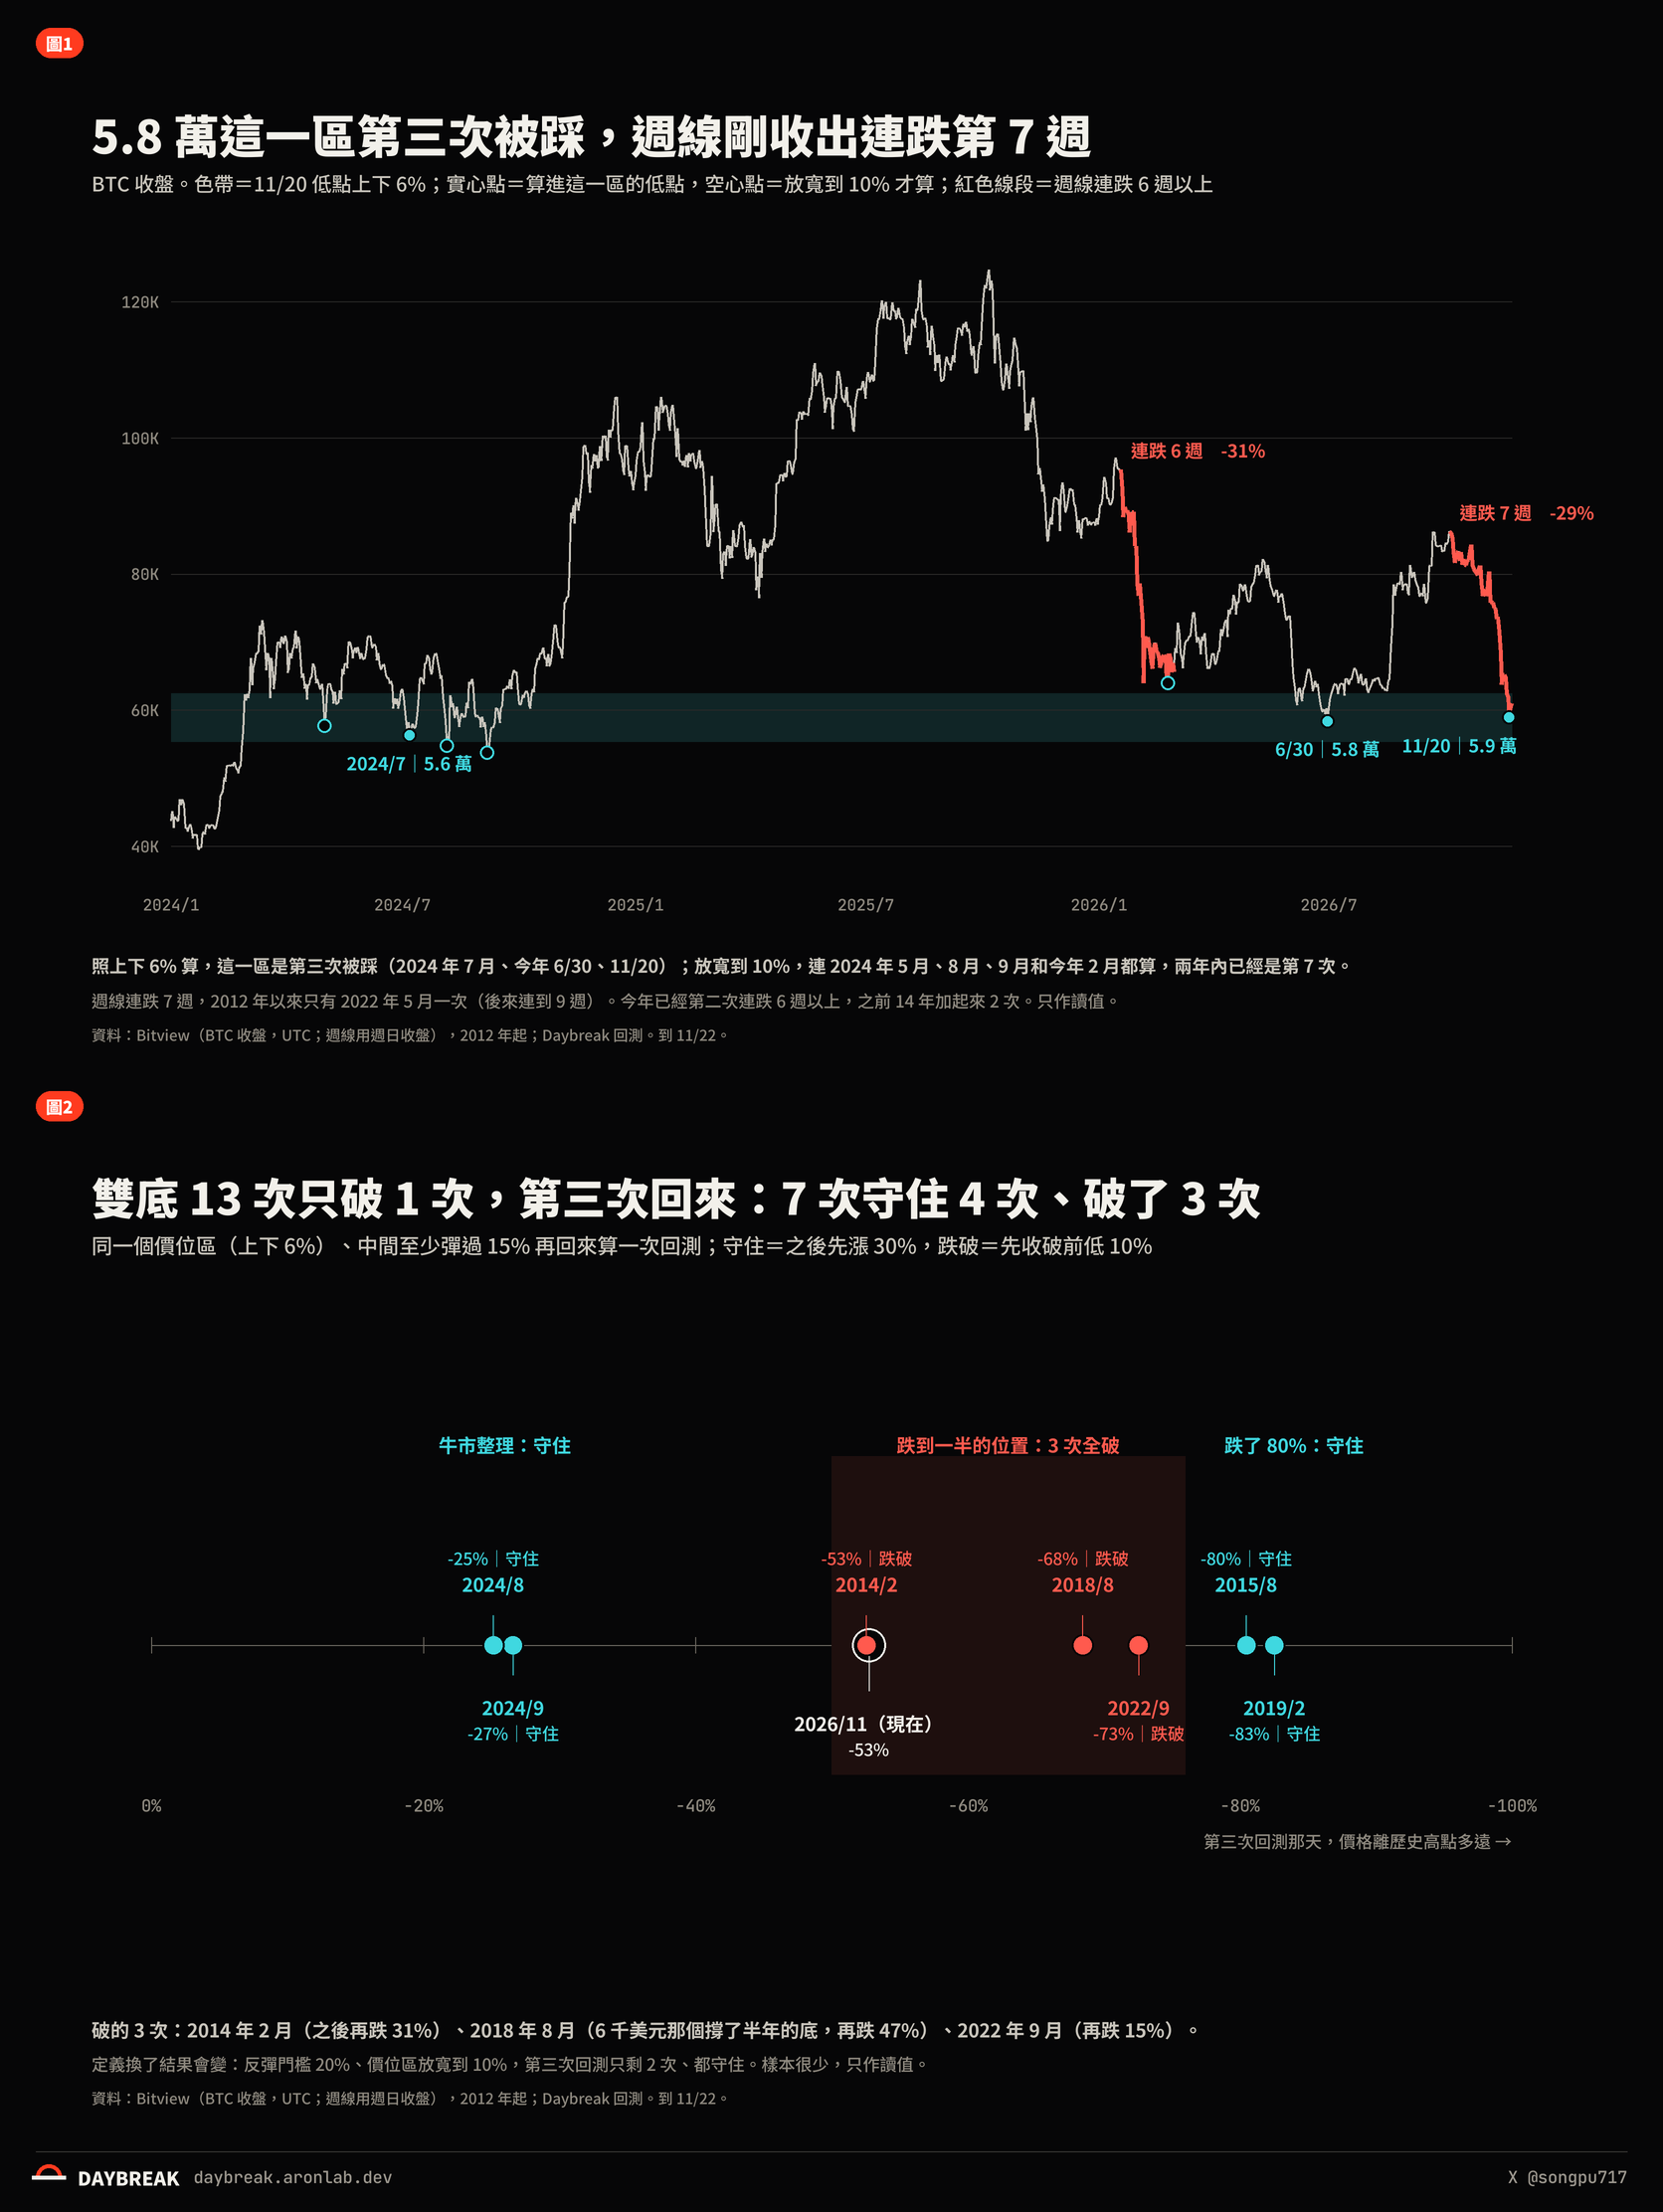 圖1
5.8 萬這一區第三次被踩，週線剛收出連跌第 7 週
BTC 收盤。色帶＝11/20 低點上下 6%；實心點＝算進這一區的低點，空心點＝放寬到 10% 才算；紅色線段＝週線連跌 6 週以上
120K
100K
連跌 6 週 -31%
連跌 7 週 -29%
80K
60K
2024/7｜5.6 萬
6/30｜5.8 萬
11/20｜5.9 萬
40K
2024/1
2024/7
2025/1
2025/7
2026/1
2026/7
照上下 6% 算，這一區是第三次被踩（2024 年 7 月、今年 6/30、11/20）；放寬到 10%，連 2024 年 5 月、8 月、9 月和今年 2 月都算，兩年內已經是第 7 次。
週線連跌 7 週，2012 年以來只有 2022 年 5 月一次（後來連到 9 週）。今年已經第二次連跌 6 週以上，之前 14 年加起來 2 次。只作讀值。
資料：Bitview（BTC 收盤，UTC；週線用週日收盤），2012 年起；Daybreak 回測。到 11/22。
圖2
雙底 13 次只破 1 次，第三次回來：7 次守住 4 次、破了 3 次
同一個價位區（上下 6%）、中間至少彈過 15% 再回來算一次回測；守住＝之後先漲 30%，跌破＝先收破前低 10%
牛市整理：守住
跌到一半的位置：3 次全破
跌了 80%：守住
-25%｜守住
2024/8
-53%｜跌破
2014/2
-68%｜跌破
2018/8
-80%｜守住
2015/8
2024/9
-27%｜守住
2026/11（現在）
-53%
2022/9
-73%｜跌破
2019/2
-83%｜守住
0%
-20%
-40%
-60%
-80%
-100%
第三次回測那天，價格離歷史高點多遠 →
破的 3 次：2014 年 2 月（之後再跌 31%）、2018 年 8 月（6 千美元那個撐了半年的底，再跌 47%）、2022 年 9 月（再跌 15%）。
定義換了結果會變：反彈門檻 20%、價位區放寬到 10%，第三次回測只剩 2 次、都守住。樣本很少，只作讀值。
資料：Bitview（BTC 收盤，UTC；週線用週日收盤），2012 年起；Daybreak 回測。到 11/22。
DAYBREAK daybreak.aronlab.dev
X @songpu717